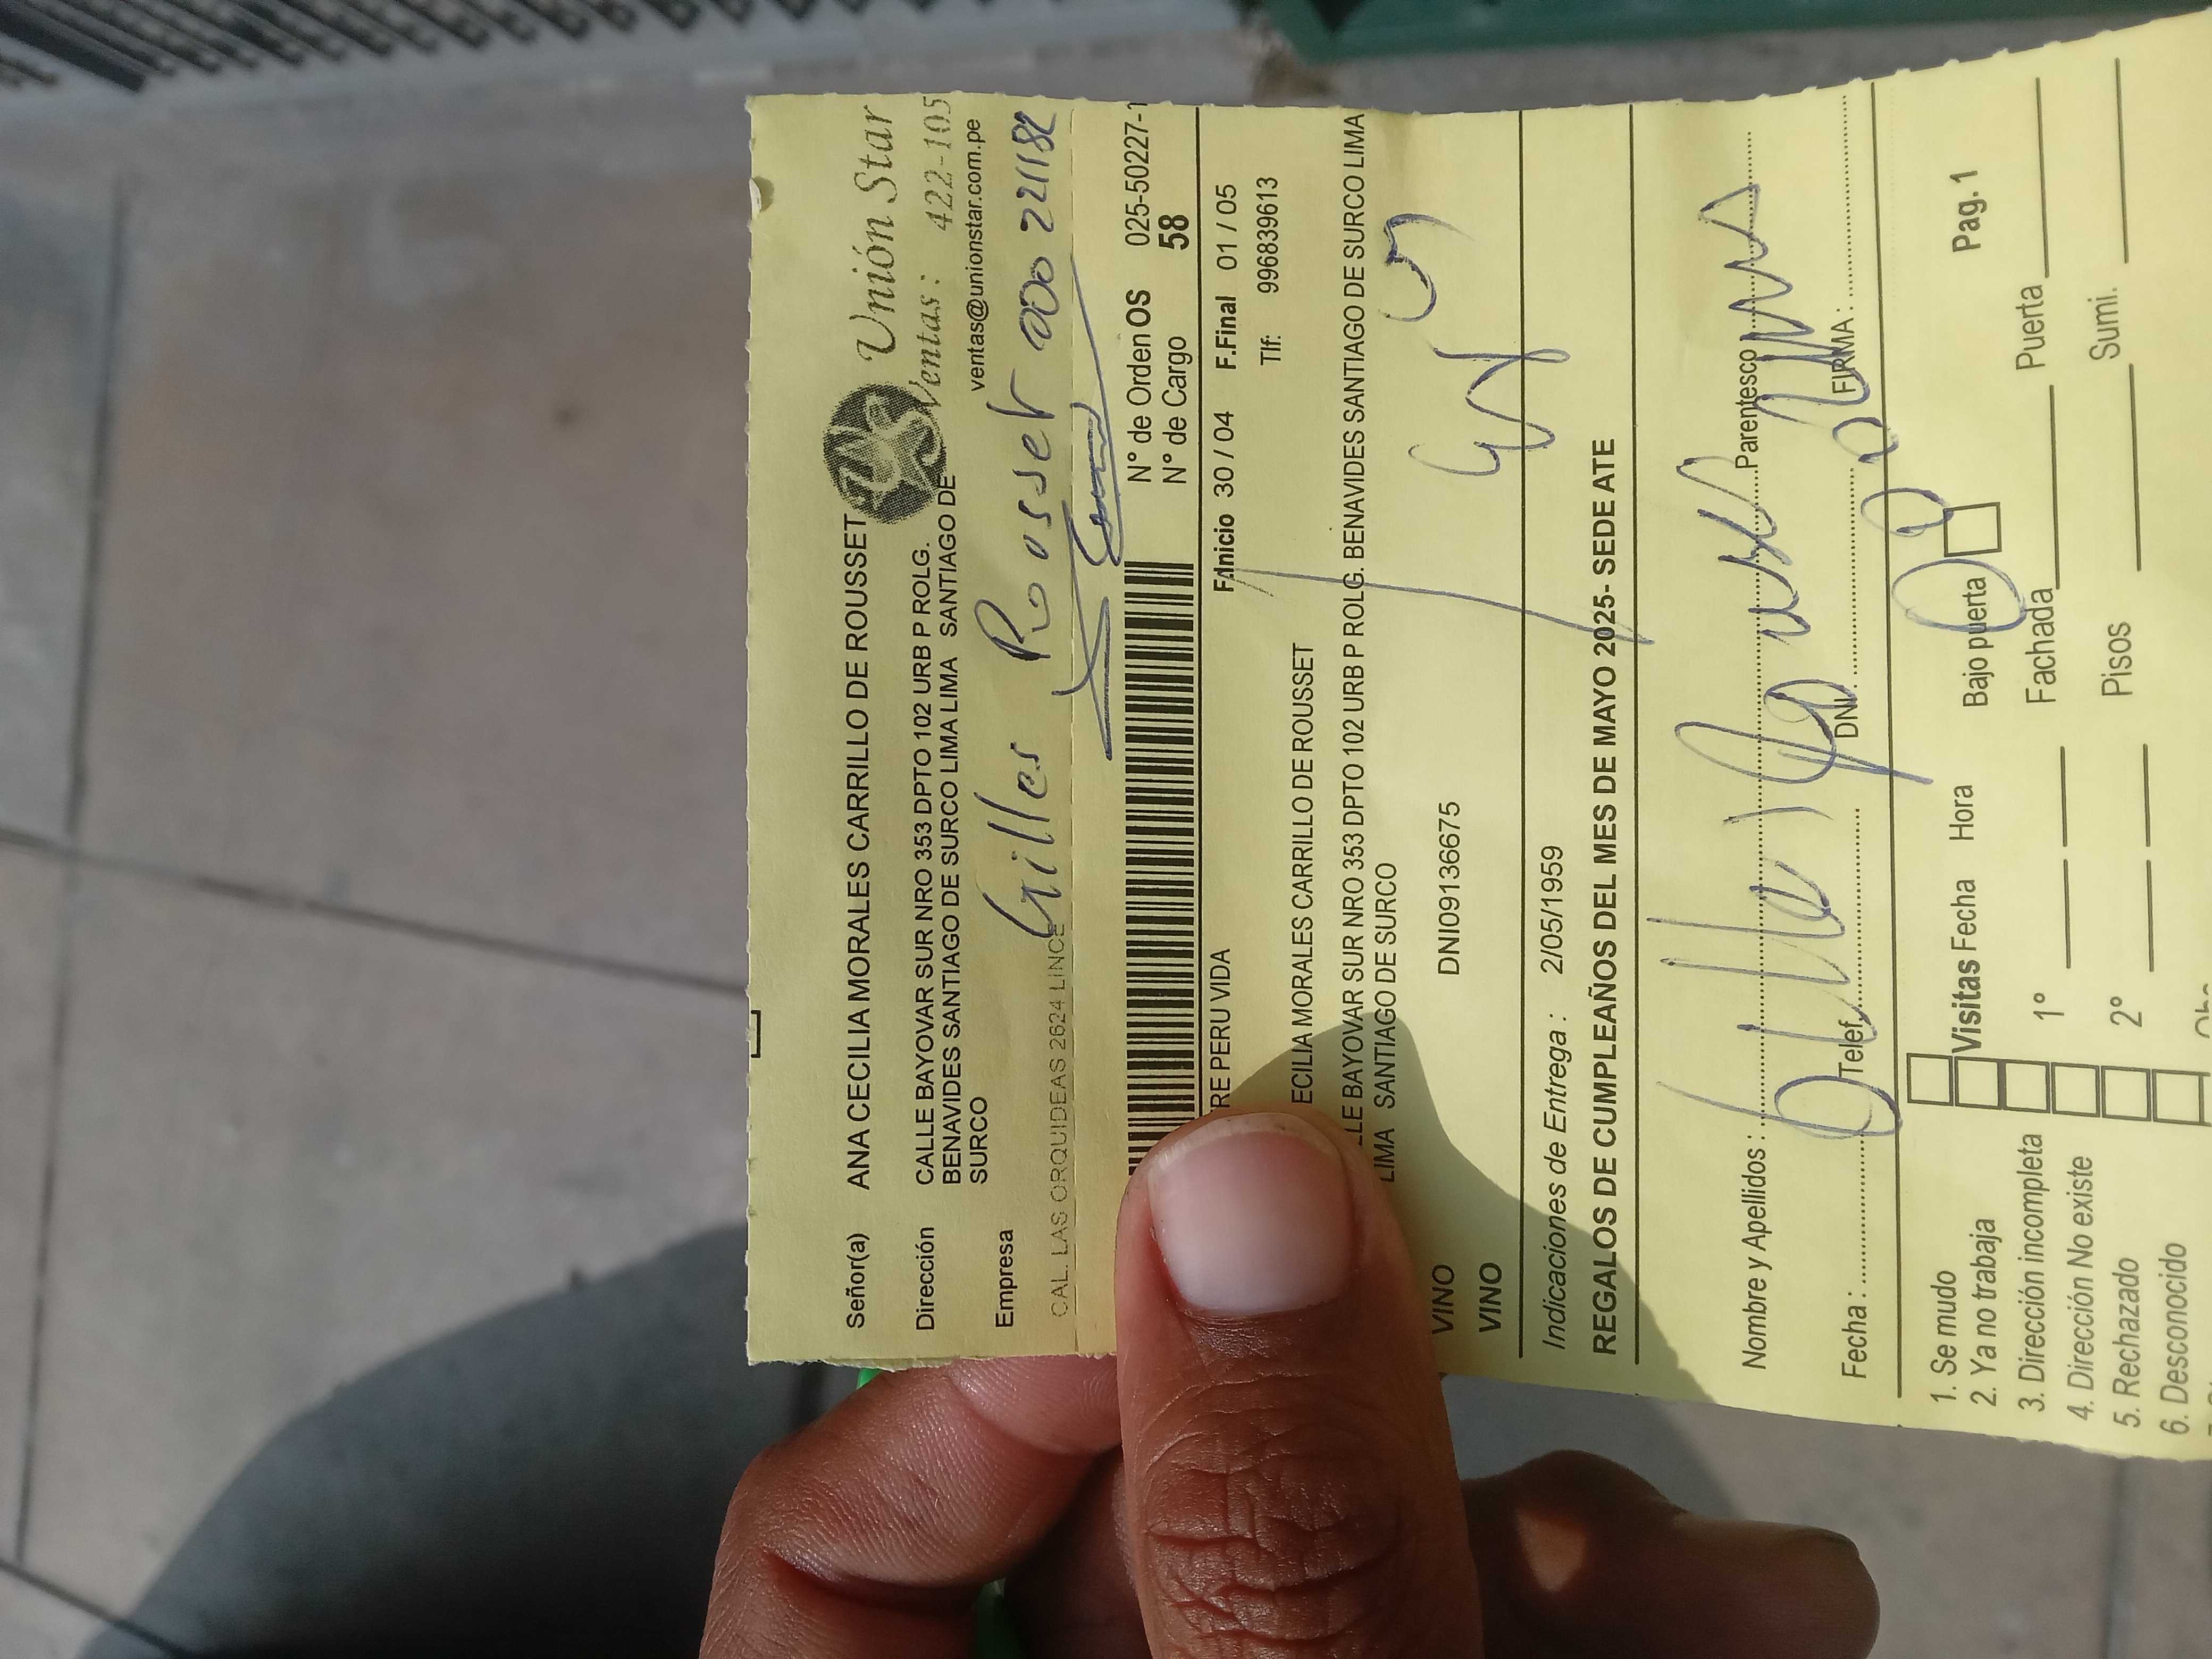 Unión Star
Ventas: 422-105
ventas@unionstar.com.pe
Señor(a) ANA CECILIA MORALES CARRILLO DE ROUSSET
Dirección CALLE BAYOVAR SUR NRO 353 DPTO 102 URB P ROLG.
BENAVIDES SANTIAGO DE SURCO LIMA LIMA SANTIAGO DE
SURCO
Empresa
Gilles Rousset 000 221182
CAL. LAS ORQUIDEAS 2624 LINCE
N° de Orden OS 025-50227-1
N° de Cargo 58
RE PERU VIDA F.Inicio 30 / 04 F.Final 01 / 05
Tlf: 996839613
ECILIA MORALES CARRILLO DE ROUSSET
LLE BAYOVAR SUR NRO 353 DPTO 102 URB P ROLG. BENAVIDES SANTIAGO DE SURCO LIMA
LIMA SANTIAGO DE SURCO
VINO DNI09136675
VINO
Indicaciones de Entrega : 2/05/1959
REGALOS DE CUMPLEAÑOS DEL MES DE MAYO 2025- SEDE ATE
Nombre y Apellidos : Parentesco
Fecha : Telef. DNI FIRMA :
1. Se mudo Visitas Fecha Hora Bajo puerta Pag. 1
2. Ya no trabaja
3. Dirección incompleta 1° Fachada Puerta
4. Dirección No existe
5. Rechazado 2° Pisos Sumi.
6. Desconocido